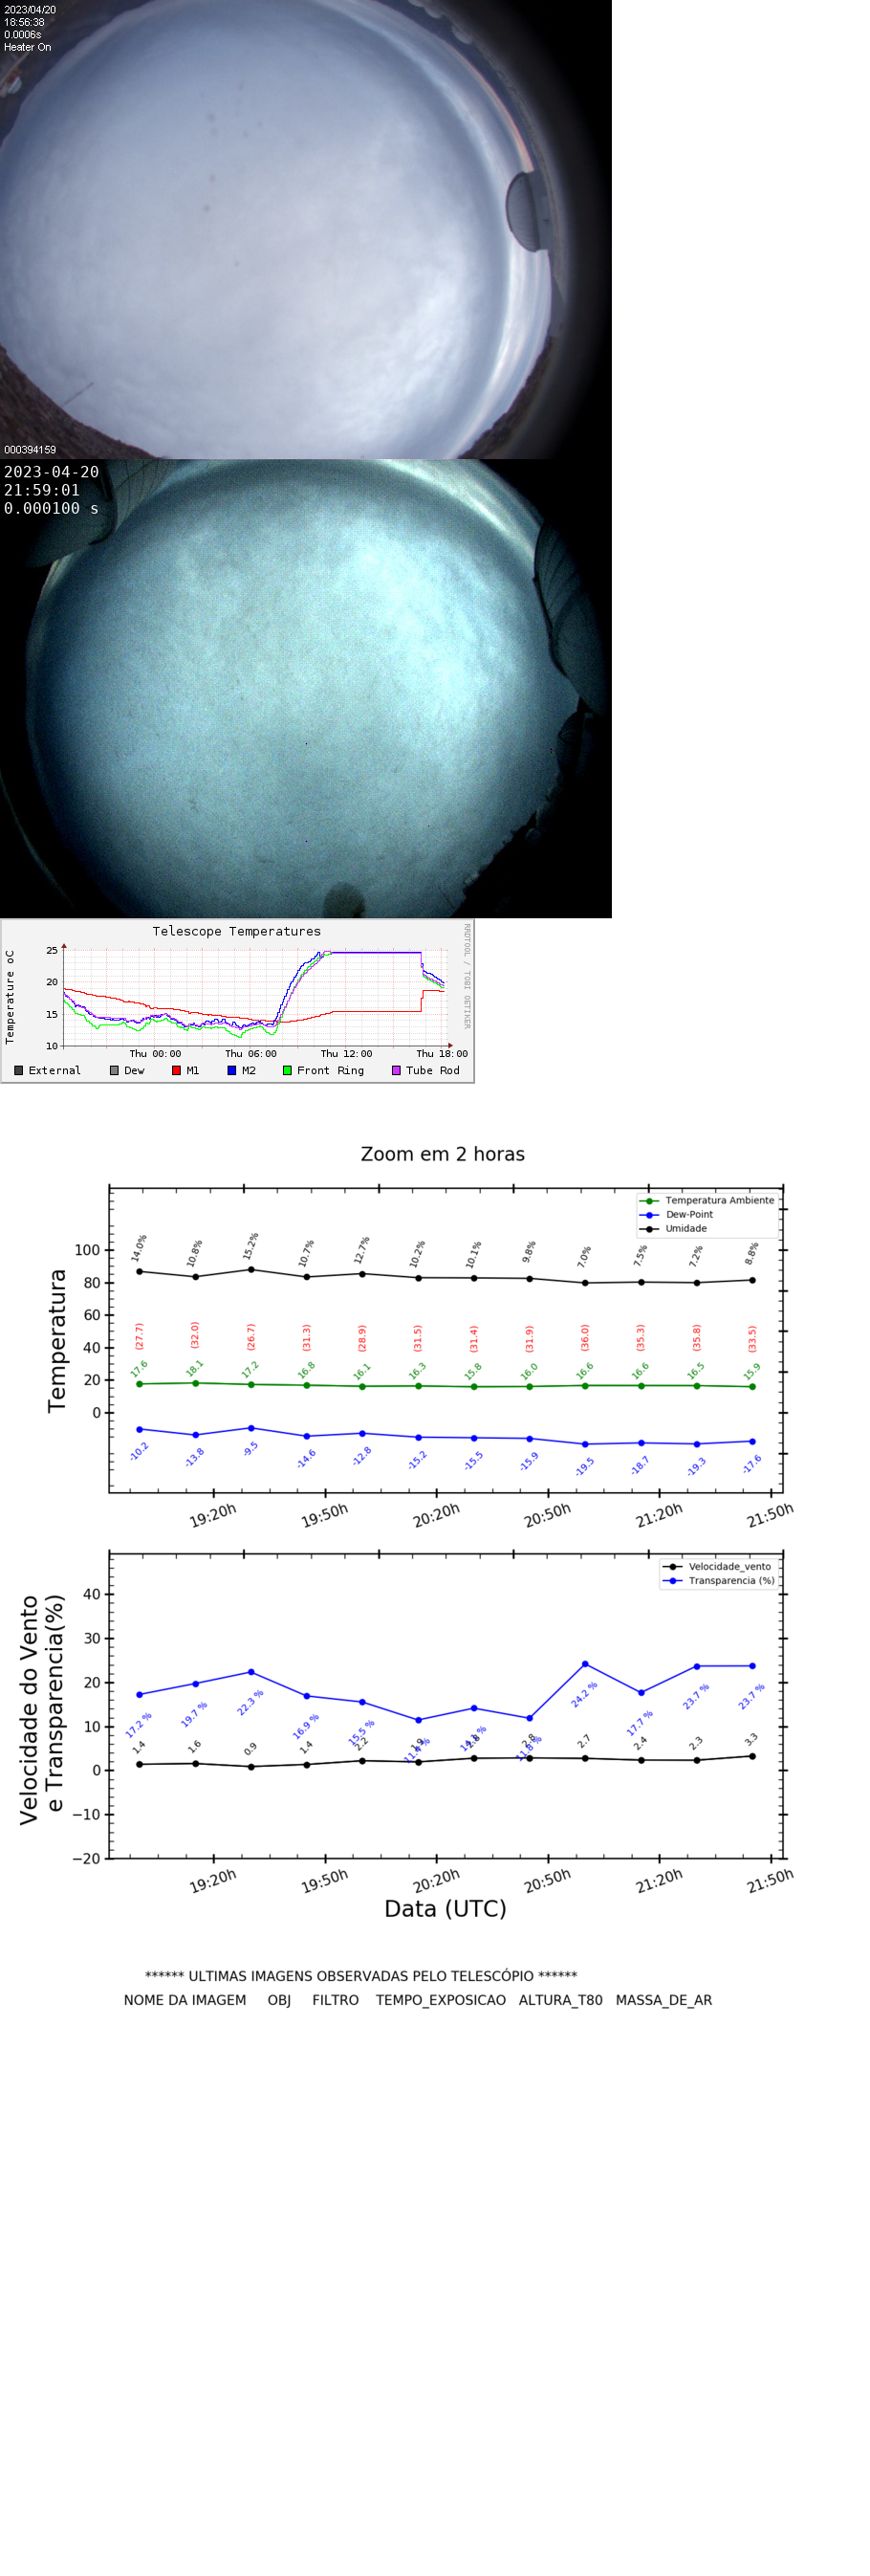 2023/04/20
18:56:38
0.0006s
Heater On
000394159
2023-04-20
21:59:01
0.000100 s
Telescope Temperatures
RRDTOOL / TOBI OETIKER
Temperature oC
25
20
15
10
Thu 00:00 Thu 06:00 Thu 12:00 Thu 18:00
External Dew M1 M2 Front Ring Tube Rod
Zoom em 2 horas
Temperatura Ambiente
Dew-Point
Umidade
Temperatura
100
80
60
40
20
0
14.0% 10.8% 15.2% 10.7% 12.7% 10.2% 10.1% 9.8% 7.0% 7.5% 7.2% 8.8%
(27.7) (32.0) (26.7) (31.3) (28.9) (31.5) (31.4) (31.9) (36.0) (35.3) (35.8) (33.5)
17.6 18.1 17.2 16.8 16.1 16.3 15.8 16.0 16.6 16.6 16.5 15.9
-10.2 -13.8 -9.5 -14.6 -12.8 -15.2 -15.5 -15.9 -19.5 -18.7 -19.3 -17.6
19:20h 19:50h 20:20h 20:50h 21:20h 21:50h
Velocidade_vento
Transparencia (%)
Velocidade do Vento
e Transparencia(%)
40
30
20
10
0
−10
−20
17.2 % 19.7 % 22.3 % 16.9 % 15.5 % 24.2 % 17.7 % 23.7 % 23.7 %
1.4 1.6 0.9 1.4 2.2 2.7 2.4 2.3 3.3
19:20h 19:50h 20:20h 20:50h 21:20h 21:50h
Data (UTC)
****** ULTIMAS IMAGENS OBSERVADAS PELO TELESCÓPIO ******
NOME DA IMAGEM OBJ FILTRO TEMPO_EXPOSICAO ALTURA_T80 MASSA_DE_AR